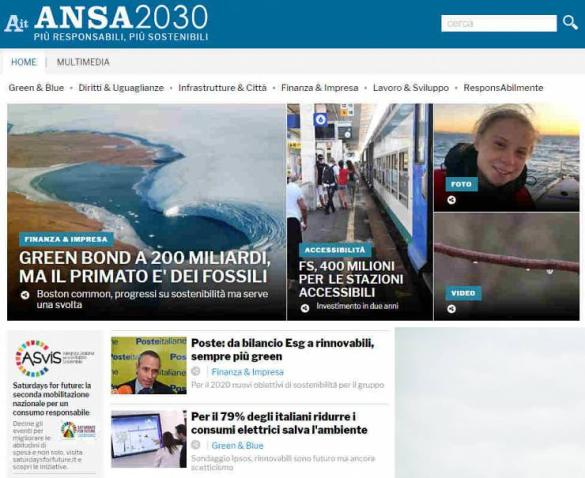 Ait ANSA2030
PIÙ RESPONSABILI, PIÙ SOSTENIBILI
cerca
HOME MULTIMEDIA
Green & Blue • Diritti & Uguaglianze • Infrastrutture & Città • Finanza & Impresa • Lavoro & Sviluppo • ResponsAbilmente
FINANZA & IMPRESA
GREEN BOND A 200 MILIARDI,
MA IL PRIMATO E' DEI FOSSILI
Boston common, progressi su sostenibilità ma serve
una svolta
ACCESSIBILITÀ
FS, 400 MILIONI
PER LE STAZIONI
ACCESSIBILI
Investimento in due anni
FOTO
VIDEO
ASviS
Saturdays for future: la
seconda mobilitazione
nazionale per un
consumo responsabile
Decine gli
eventi per
migliorare le
abitudini di
spesa e non solo, visita
saturdaysforfuture.it e
scopri le iniziative.
SATURDAYS
FOR FUTURE
Posteitaliane
Poste: da bilancio Esg a rinnovabili,
sempre più green
Finanza & Impresa
Per il 2020 nuovi obiettivi di sostenibilità per il gruppo
Per il 79% degli italiani ridurre i
consumi elettrici salva l'ambiente
Green & Blue
Sondaggio Ipsos, rinnovabili sono futuro ma ancora
scetticismo